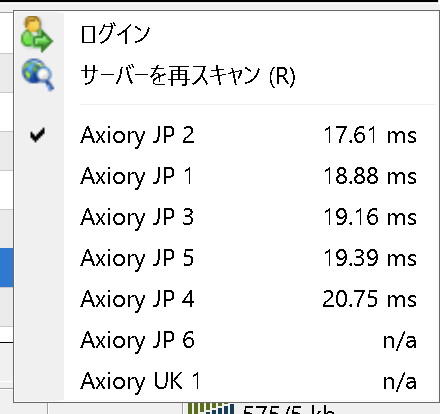 ログイン
サーバーを再スキャン (R)
Axiory JP 2 17.61 ms
Axiory JP 1 18.88 ms
Axiory JP 3 19.16 ms
Axiory JP 5 19.39 ms
Axiory JP 4 20.75 ms
Axiory JP 6 n/a
Axiory UK 1 n/a
575/5 kb